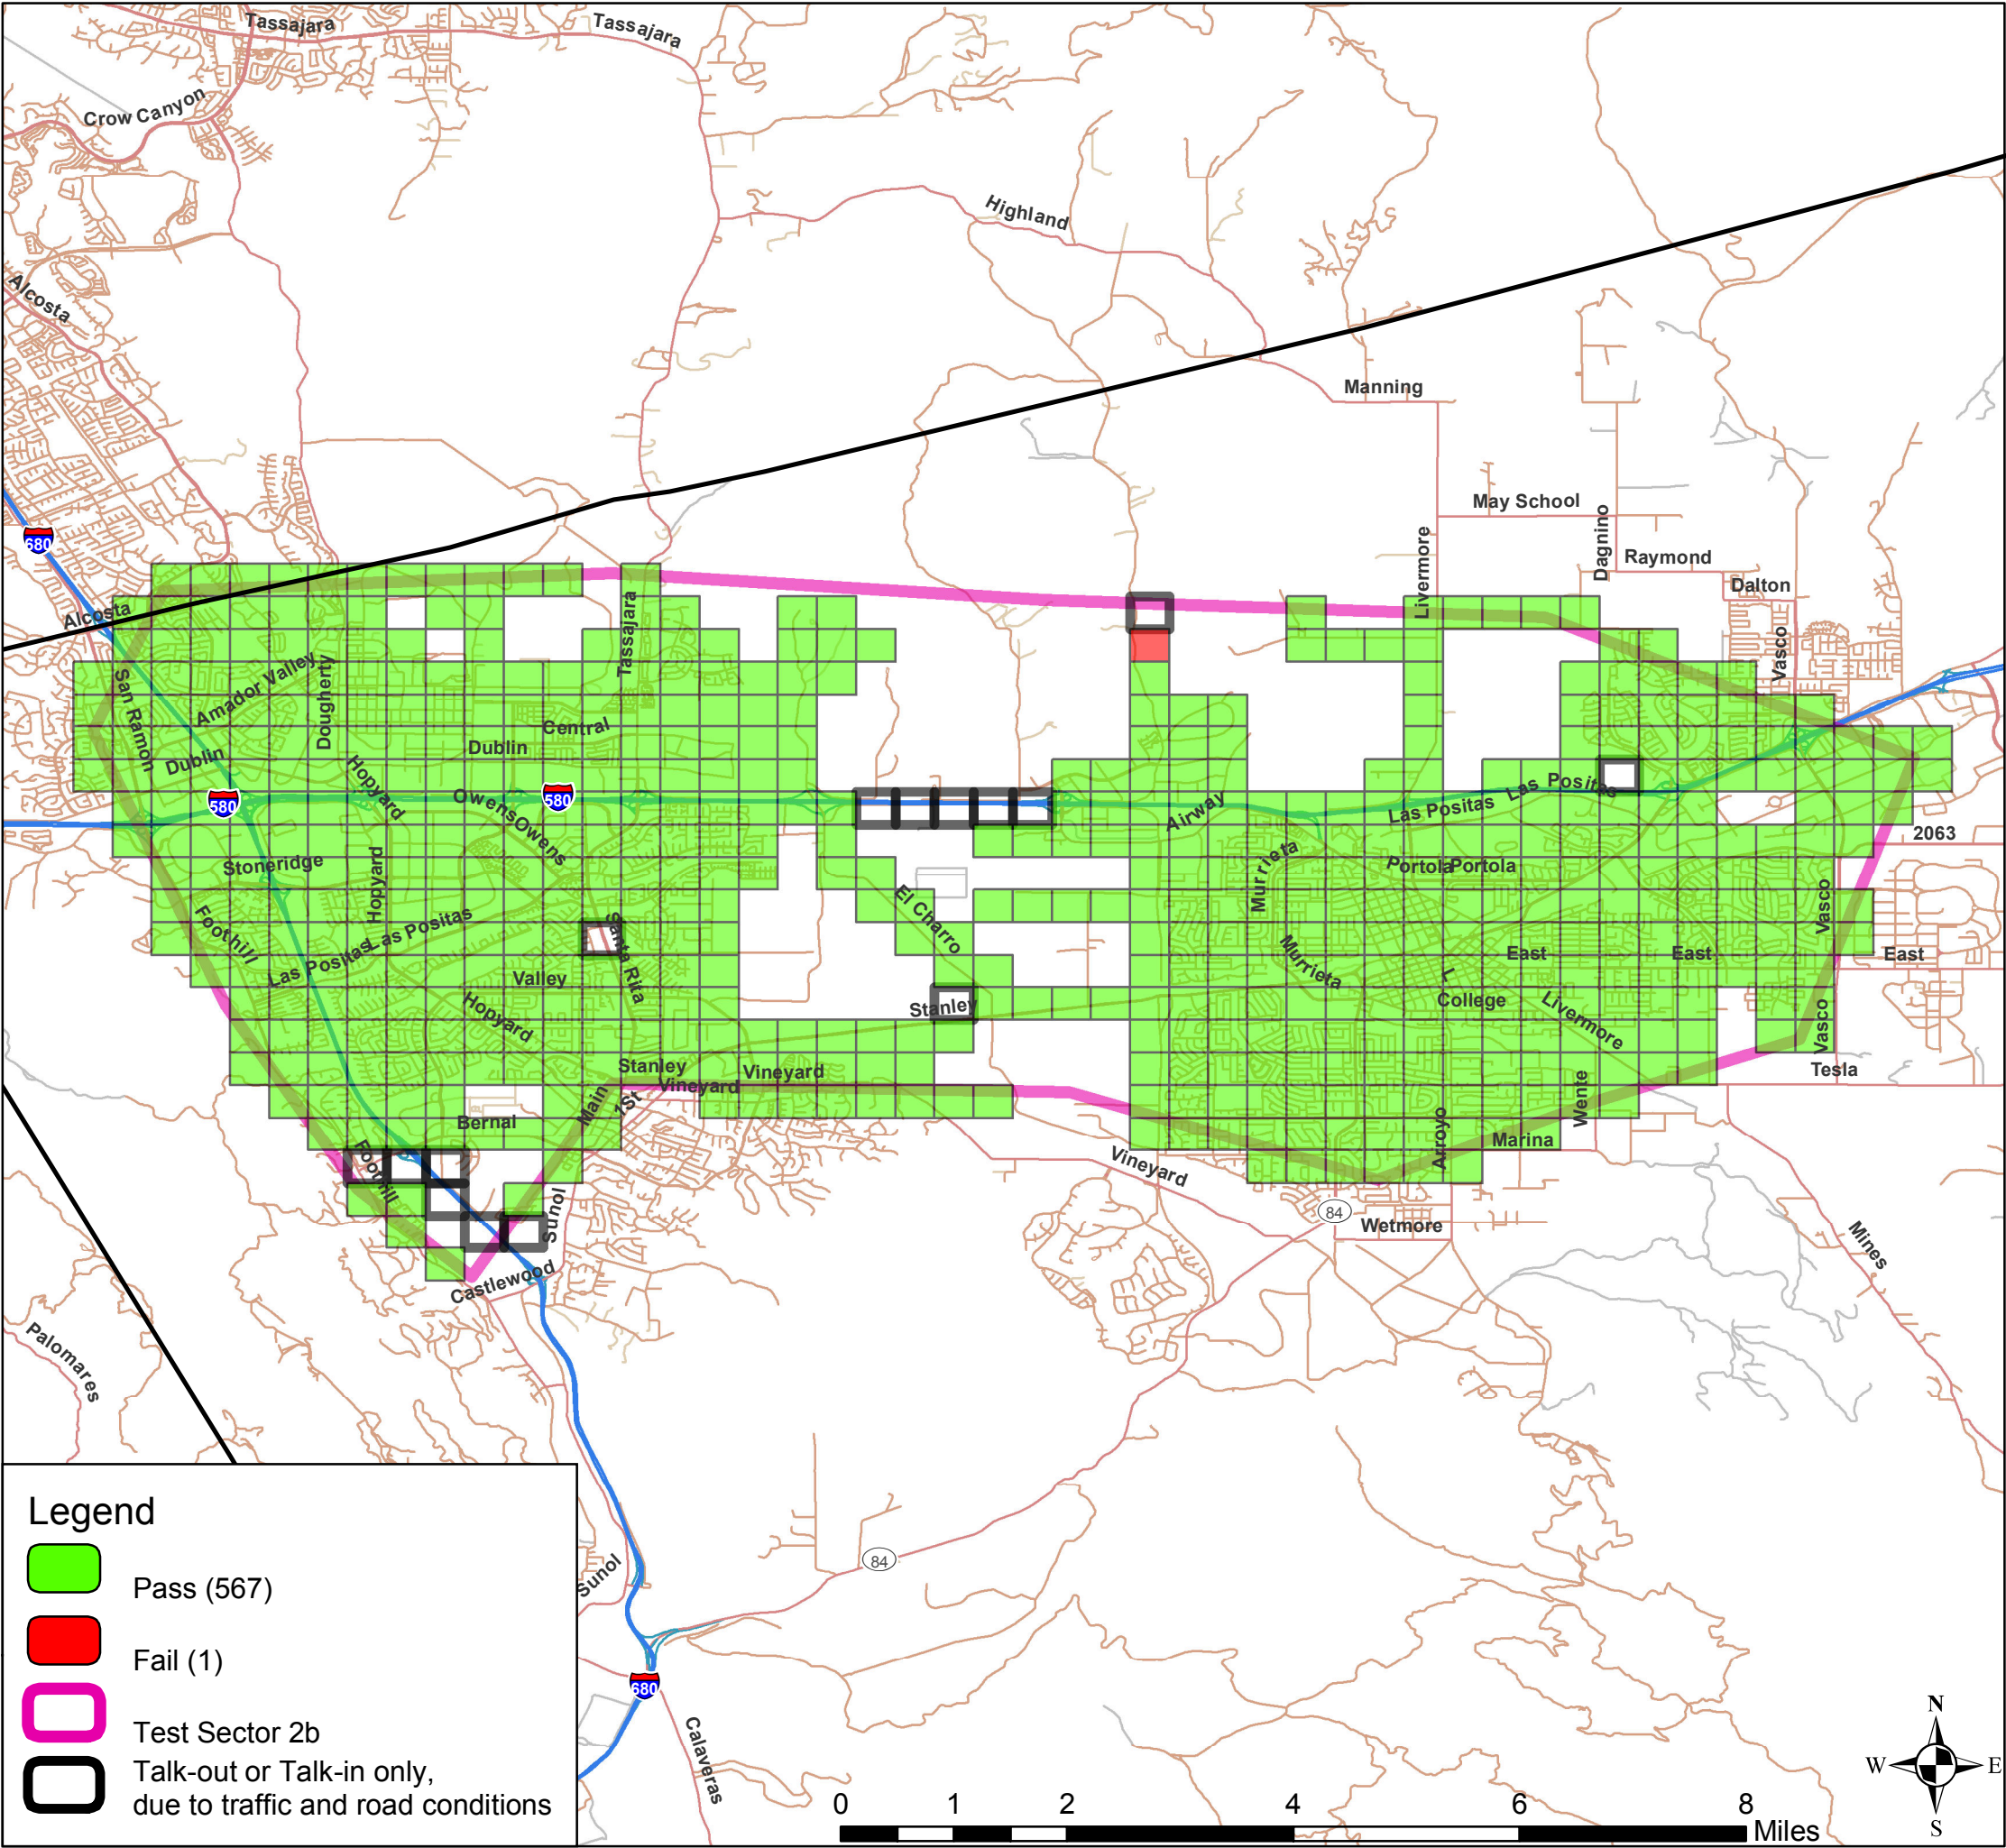 Tassajara
Tassajara
Crow Canyon
Highland
Alcosta
Manning
680
May School
Livermore
Dagnino
Raymond
Dalton
Alcosta
Tassajara
Vasco
San Ramon
Amador Valley
Dougherty
Central
Dublin
Dublin
Hopyard
580
Owens
Owens
580
Airway
Las Positas
Las Positas
2063
Stoneridge
Hopyard
Murrieta
Portola
Portola
Vasco
Foothill
Las Positas
Las Positas
Santa Rita
El Charro
Murrieta
East
East
East
Valley
L
College
Livermore
Hopyard
Stanley
Vasco
Stanley
Vineyard
Vineyard
Tesla
Main
1St
Wente
Bernal
Arroyo
Marina
Foothill
Vineyard
Sunol
84
Wetmore
Mines
Castlewood
Palomares
Sunol
84
680
Calaveras
Legend
Pass (567)
Fail (1)
Test Sector 2b
Talk-out or Talk-in only,
due to traffic and road conditions
0 1 2 4 6 8
Miles
N
W E
S